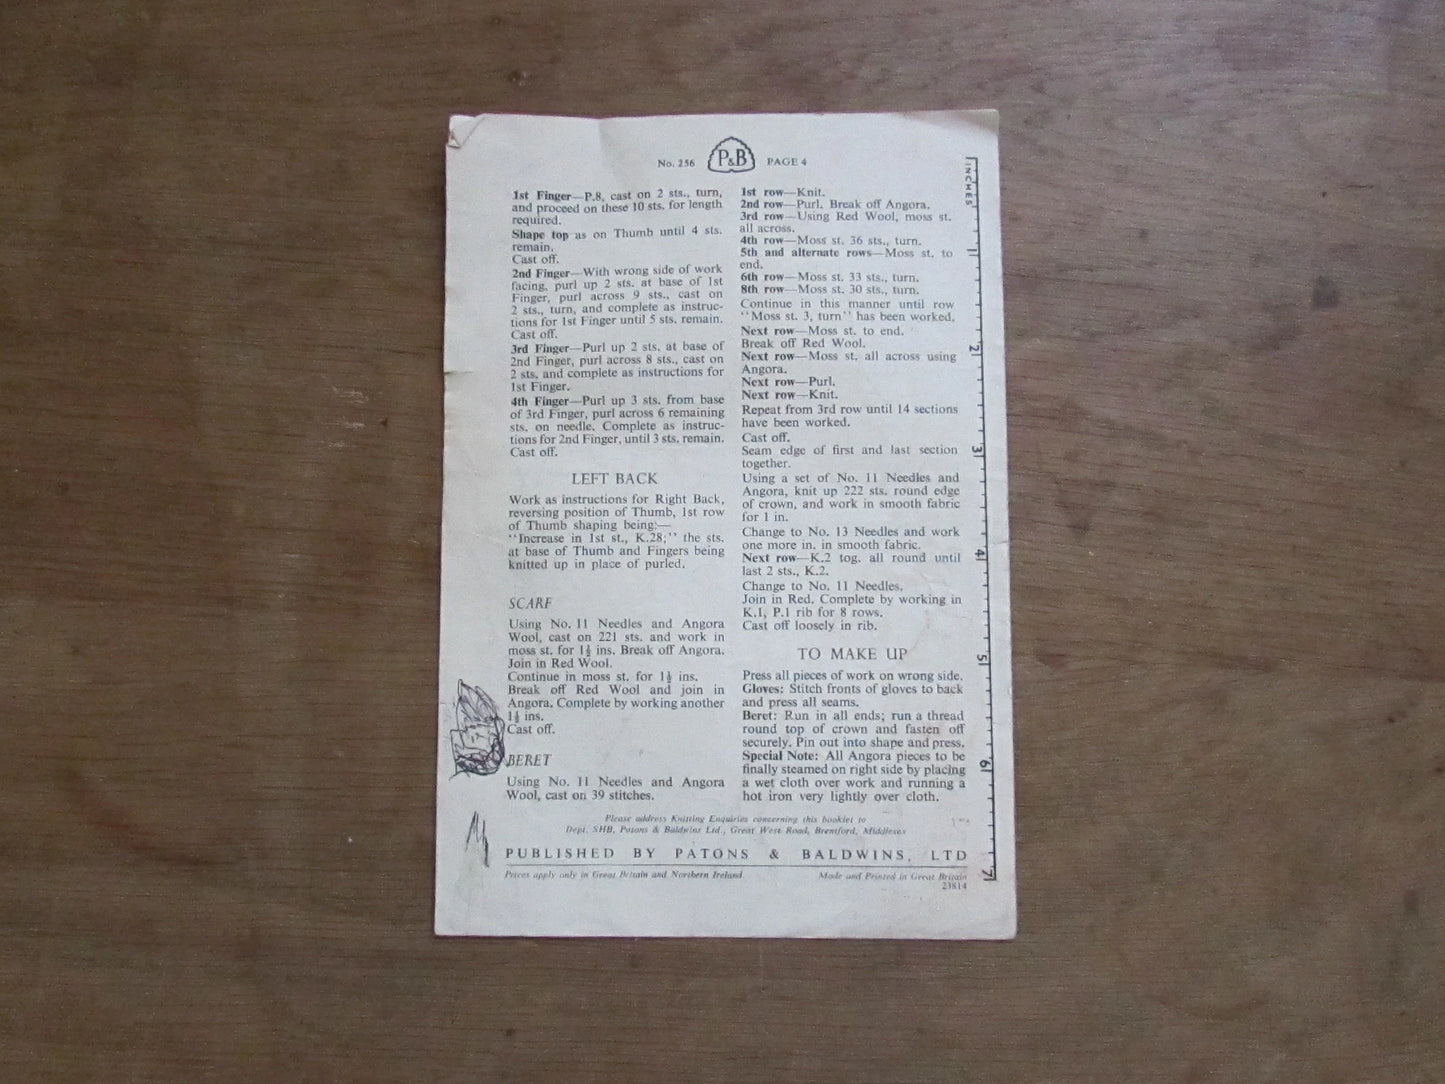 No. 256 P&B PAGE 4
1st Finger—P.8, cast on 2 sts., turn,
and proceed on these 10 sts. for length
required.
Shape top as on Thumb until 4 sts.
remain.
Cast off.
2nd Finger—With wrong side of work
facing, purl up 2 sts. at base of 1st
Finger, purl across 9 sts., cast on
2 sts., turn, and complete as instruc-
tions for 1st Finger until 5 sts. remain.
Cast off.
3rd Finger—Purl up 2 sts. at base of
2nd Finger, purl across 8 sts., cast on
2 sts. and complete as instructions for
1st Finger.
4th Finger—Purl up 3 sts. from base
of 3rd Finger, purl across 6 remaining
sts. on needle. Complete as instruc-
tions for 2nd Finger, until 3 sts. remain.
Cast off.
LEFT BACK
Work as instructions for Right Back,
reversing position of Thumb, 1st row
of Thumb shaping being:—
"Increase in 1st st., K.28;" the sts.
at base of Thumb and Fingers being
knitted up in place of purled.
SCARF
Using No. 11 Needles and Angora
Wool, cast on 221 sts. and work in
moss st. for 1½ ins. Break off Angora.
Join in Red Wool.
Continue in moss st. for 1½ ins.
Break off Red Wool and join in
Angora. Complete by working another
1½ ins.
Cast off.
BERET
Using No. 11 Needles and Angora
Wool, cast on 39 stitches.
1st row—Knit.
2nd row—Purl. Break off Angora.
3rd row—Using Red Wool, moss st.
all across.
4th row—Moss st. 36 sts., turn.
5th and alternate rows—Moss st. to
end.
6th row—Moss st. 33 sts., turn.
8th row—Moss st. 30 sts., turn.
Continue in this manner until row
"Moss st. 3, turn" has been worked.
Next row—Moss st. to end.
Break off Red Wool.
Next row—Moss st. all across using
Angora.
Next row—Purl.
Next row—Knit.
Repeat from 3rd row until 14 sections
have been worked.
Cast off.
Seam edge of first and last section
together.
Using a set of No. 11 Needles and
Angora, knit up 222 sts. round edge
of crown, and work in smooth fabric
for 1 in.
Change to No. 13 Needles and work
one more in. in smooth fabric.
Next row—K.2 tog. all round until
last 2 sts., K.2.
Change to No. 11 Needles.
Join in Red. Complete by working in
K.1, P.1 rib for 8 rows.
Cast off loosely in rib.
TO MAKE UP
Press all pieces of work on wrong side.
Gloves: Stitch fronts of gloves to back
and press all seams.
Beret: Run in all ends; run a thread
round top of crown and fasten off
securely. Pin out into shape and press.
Special Note: All Angora pieces to be
finally steamed on right side by placing
a wet cloth over work and running a
hot iron very lightly over cloth.
INCHES
1
2
3
4
5
6
7
Please address Knitting Enquiries concerning this booklet to
Dept. SHB, Patons & Baldwins Ltd., Great West Road, Brentford, Middlesex
PUBLISHED BY PATONS & BALDWINS, LTD
Prices apply only in Great Britain and Northern Ireland.
Made and Printed in Great Britain
23814